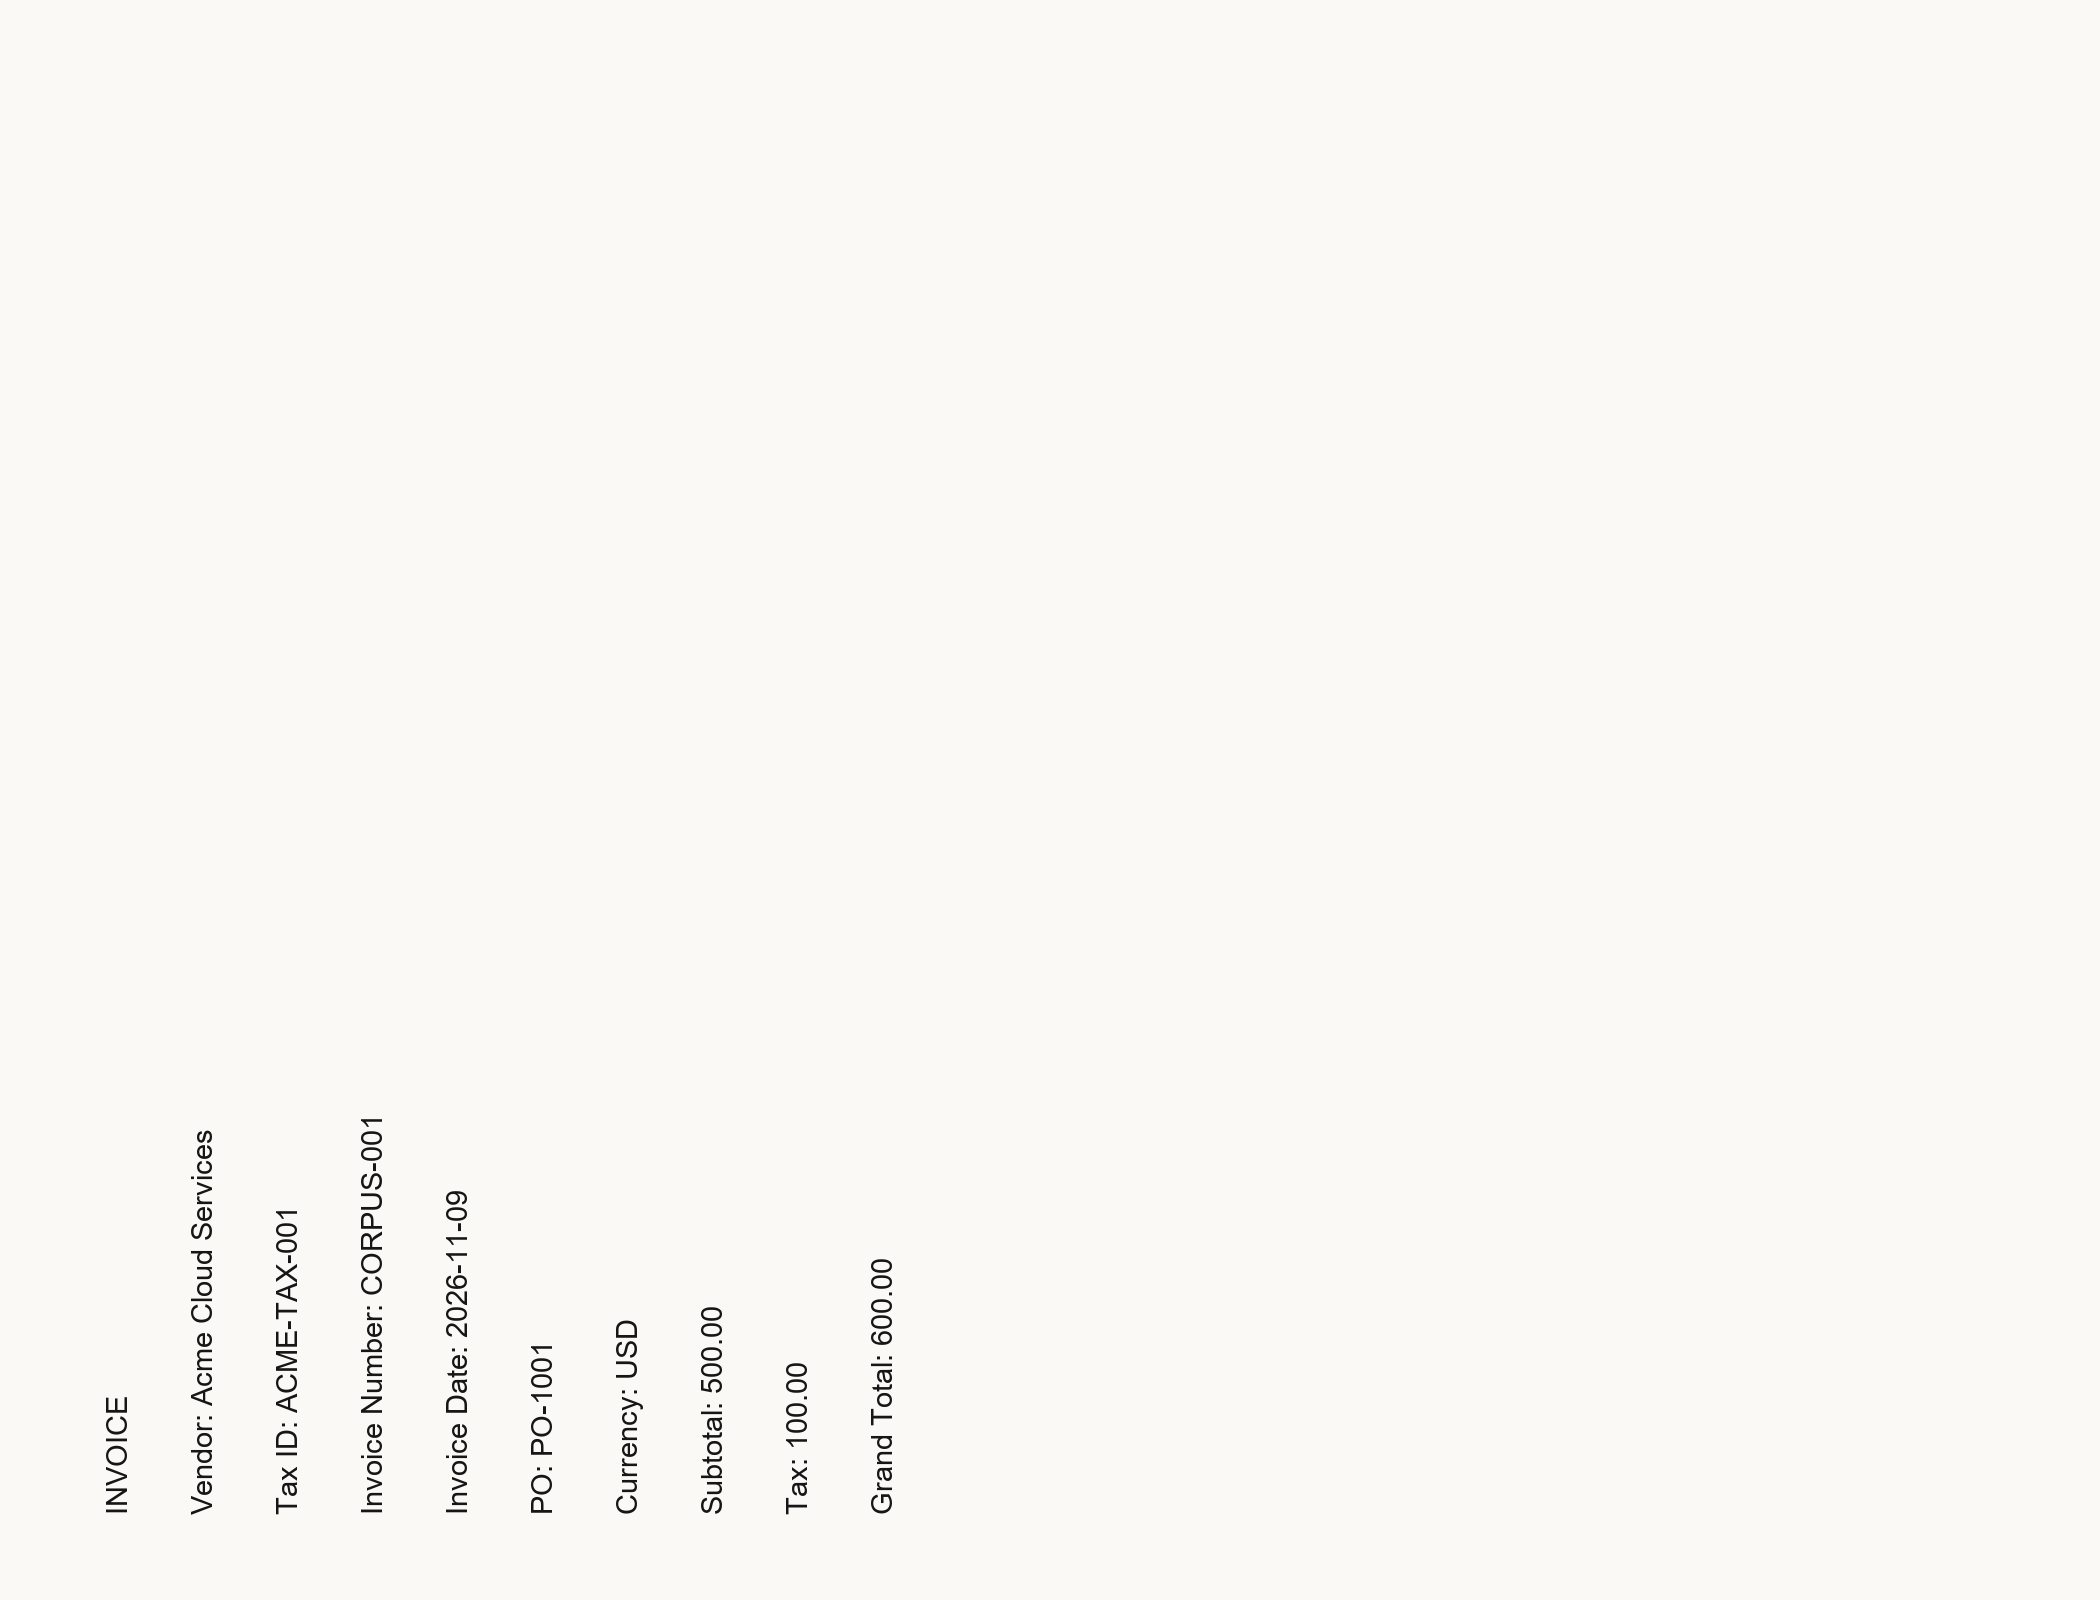 INVOICE
Vendor: Acme Cloud Services
Tax ID: ACME-TAX-001
Invoice Number: CORPUS-001
Invoice Date: 2026-11-09
PO: PO-1001
Currency: USD
Subtotal: 500.00
Tax: 100.00
Grand Total: 600.00